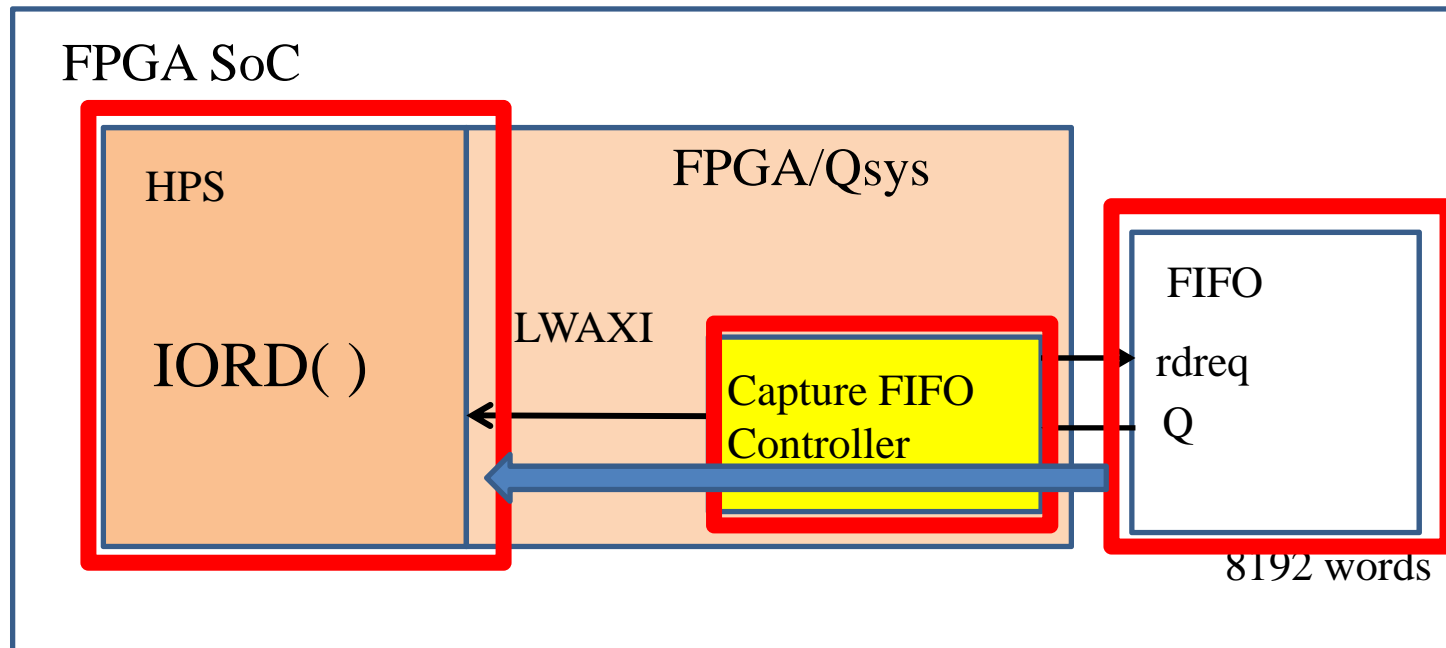 FPGA SoC
HPS
FPGA/Qsys
FIFO
LWAXI
IORD( )
rdreq
Capture FIFO
Controller
Q
8192 words